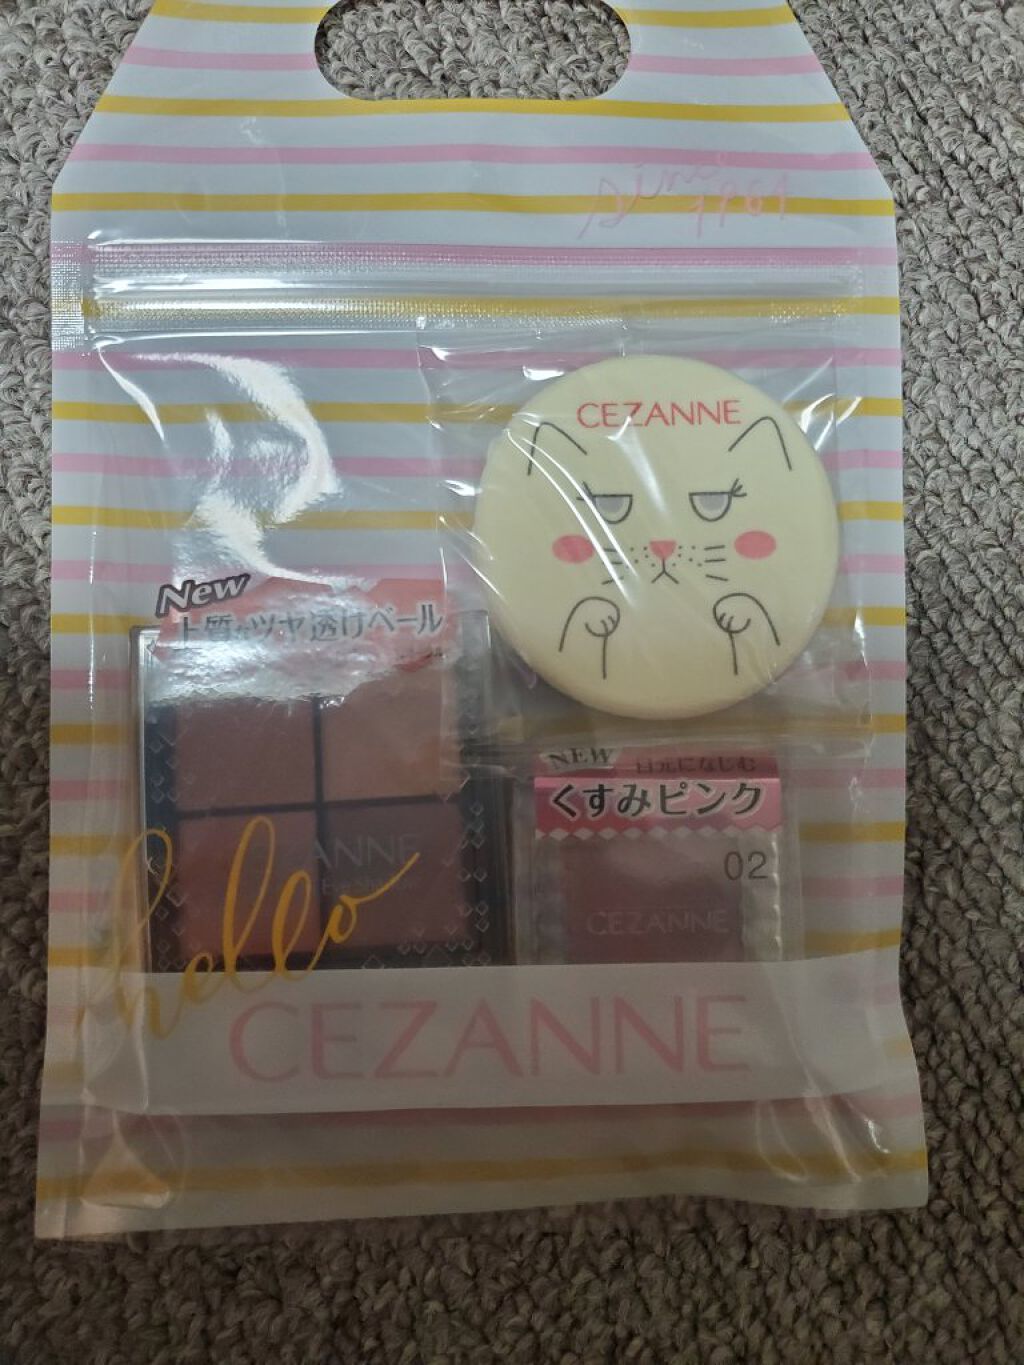 since
1964
CEZANNE
New
上質なツヤ透けベール
NEW 目元になじむ
くすみピンク
02
ANNE
CEZANNE
hello
CEZANNE